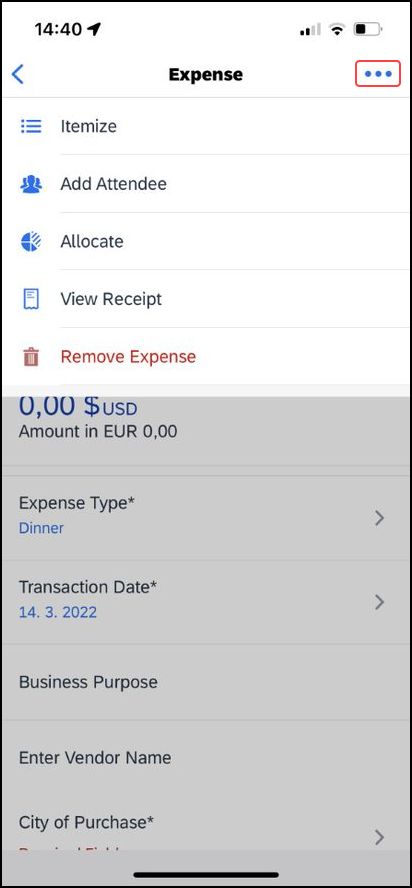 14:40
Expense
Itemize
Add Attendee
Allocate
View Receipt
Remove Expense
0,00 $ USD
Amount in EUR 0,00
Expense Type*
Dinner
Transaction Date*
14. 3. 2022
Business Purpose
Enter Vendor Name
City of Purchase*